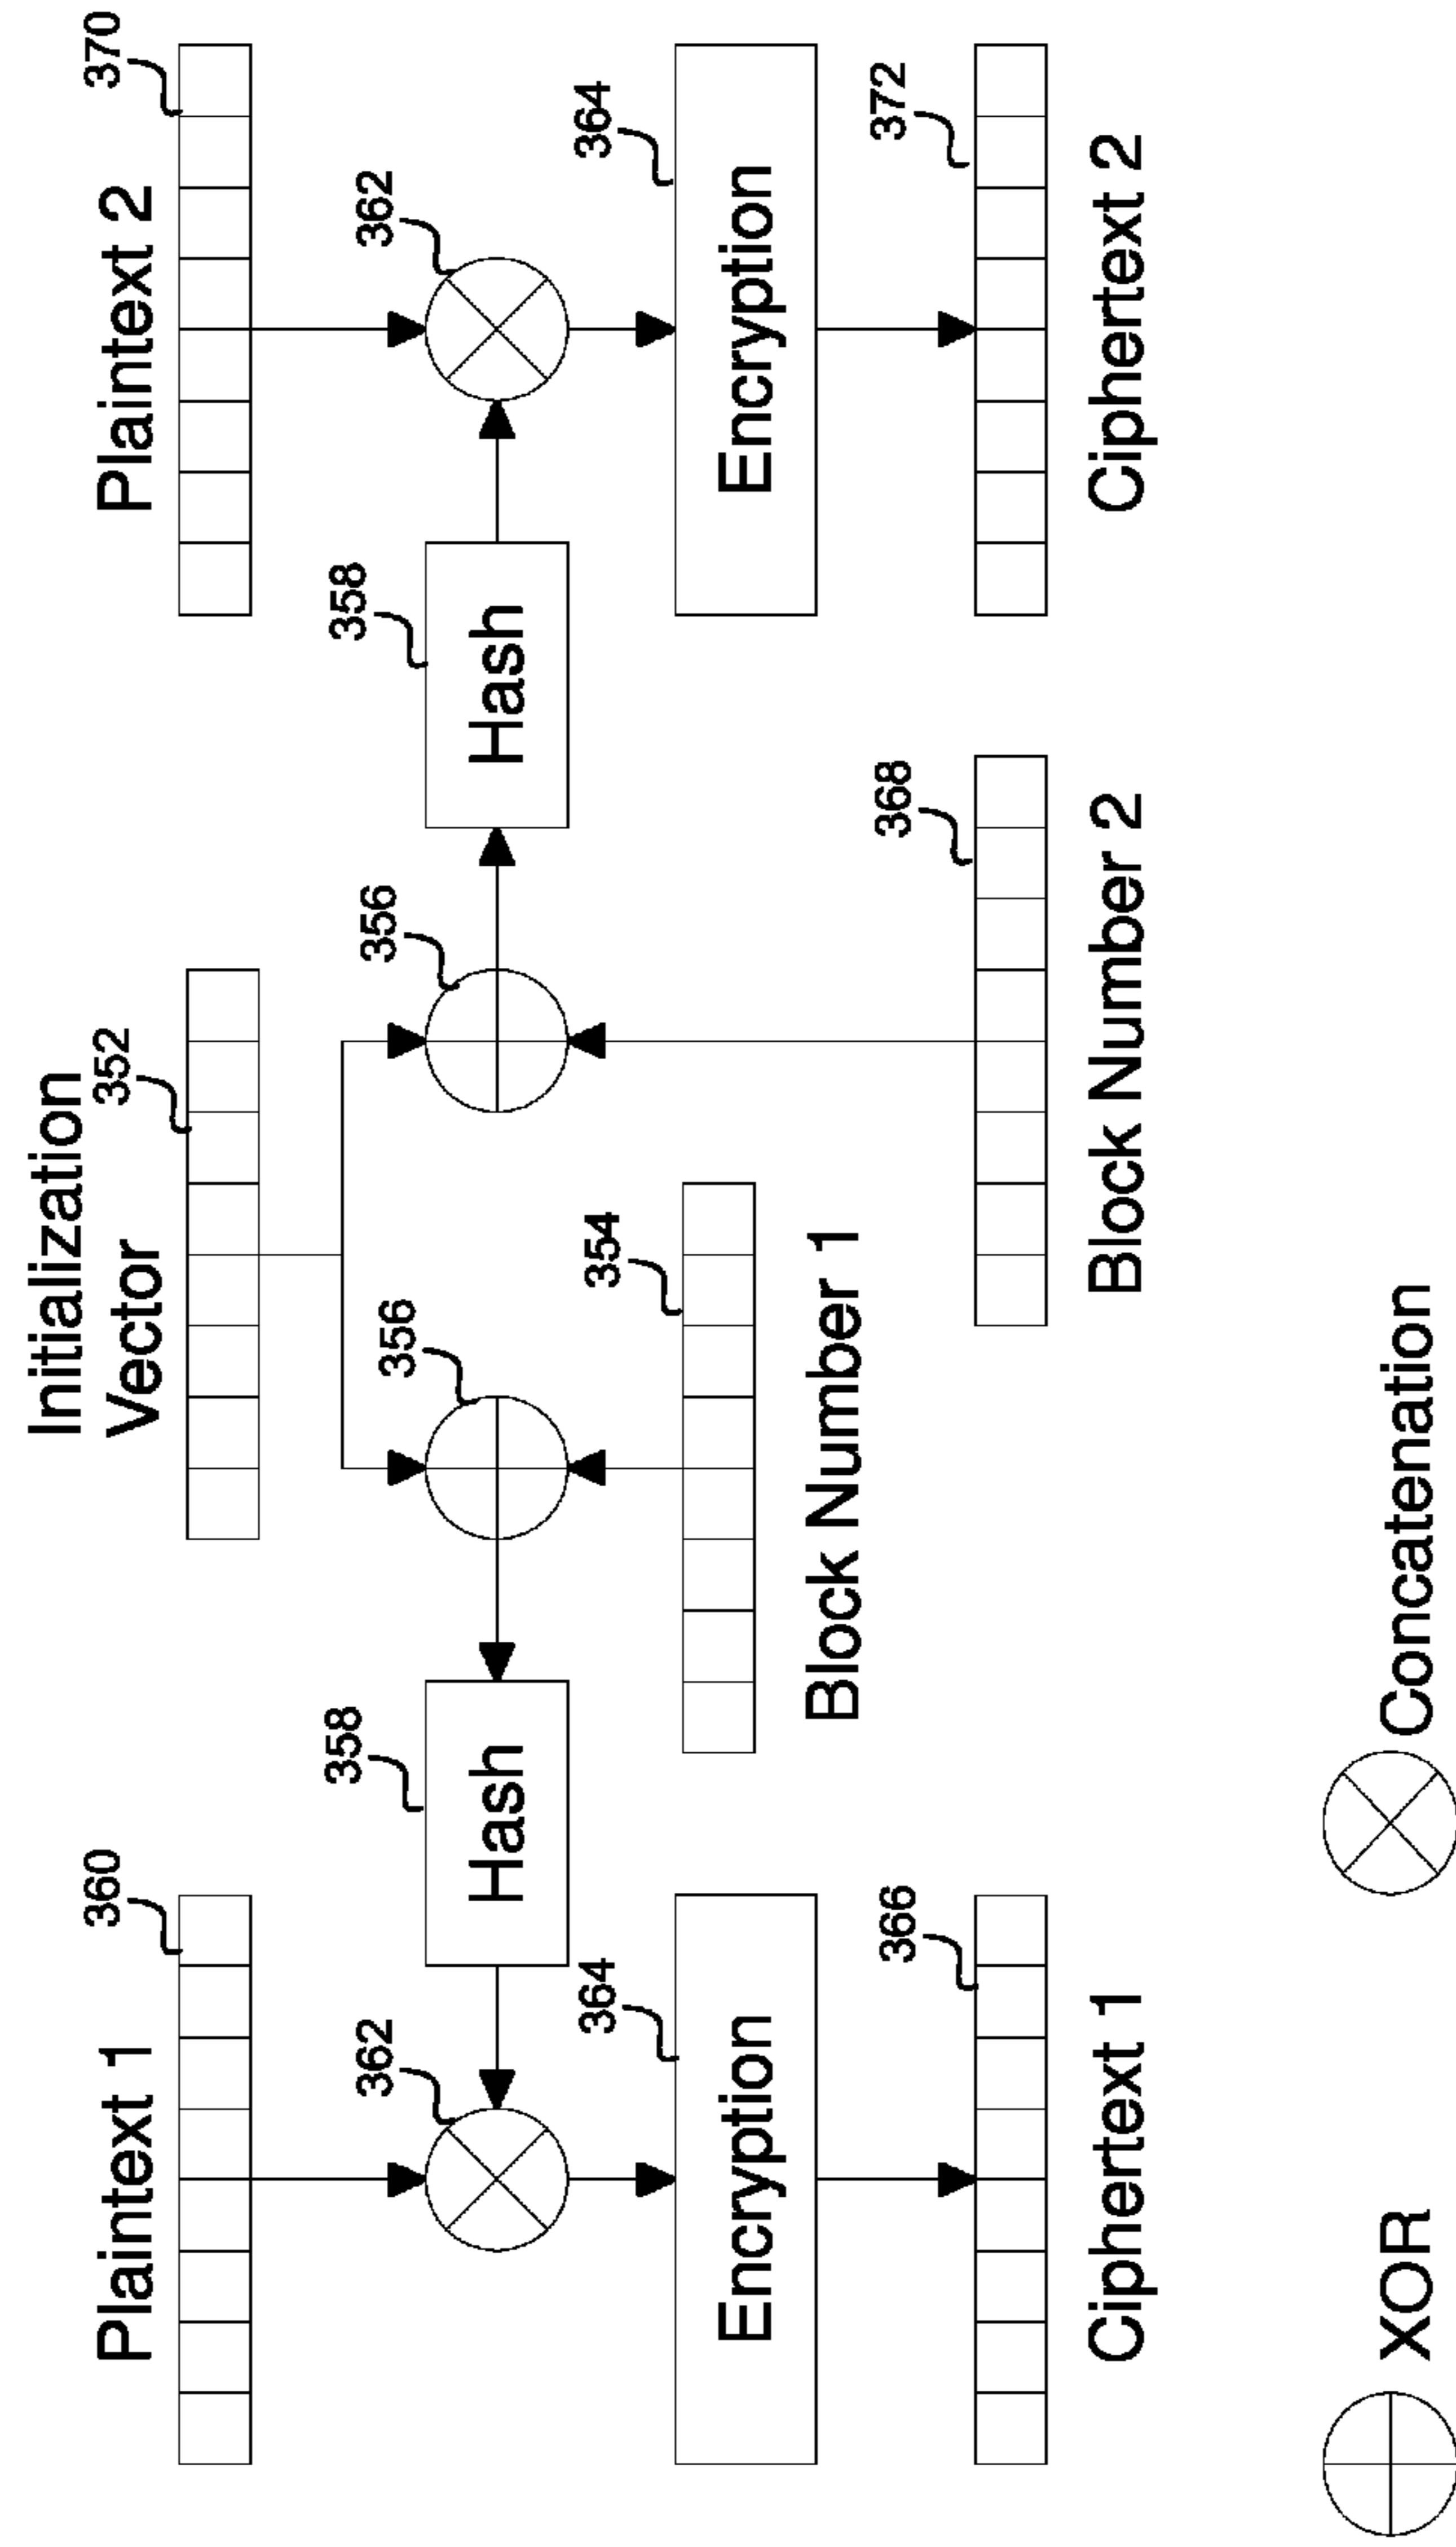 Initialization
Vector
352
Plaintext 1
360
Plaintext 2
370
362
358
356
356
358
362
Hash
Hash
364
354
364
Encryption
Encryption
Block Number 1
366
368
372
Ciphertext 1
Block Number 2
Ciphertext 2
XOR
Concatenation